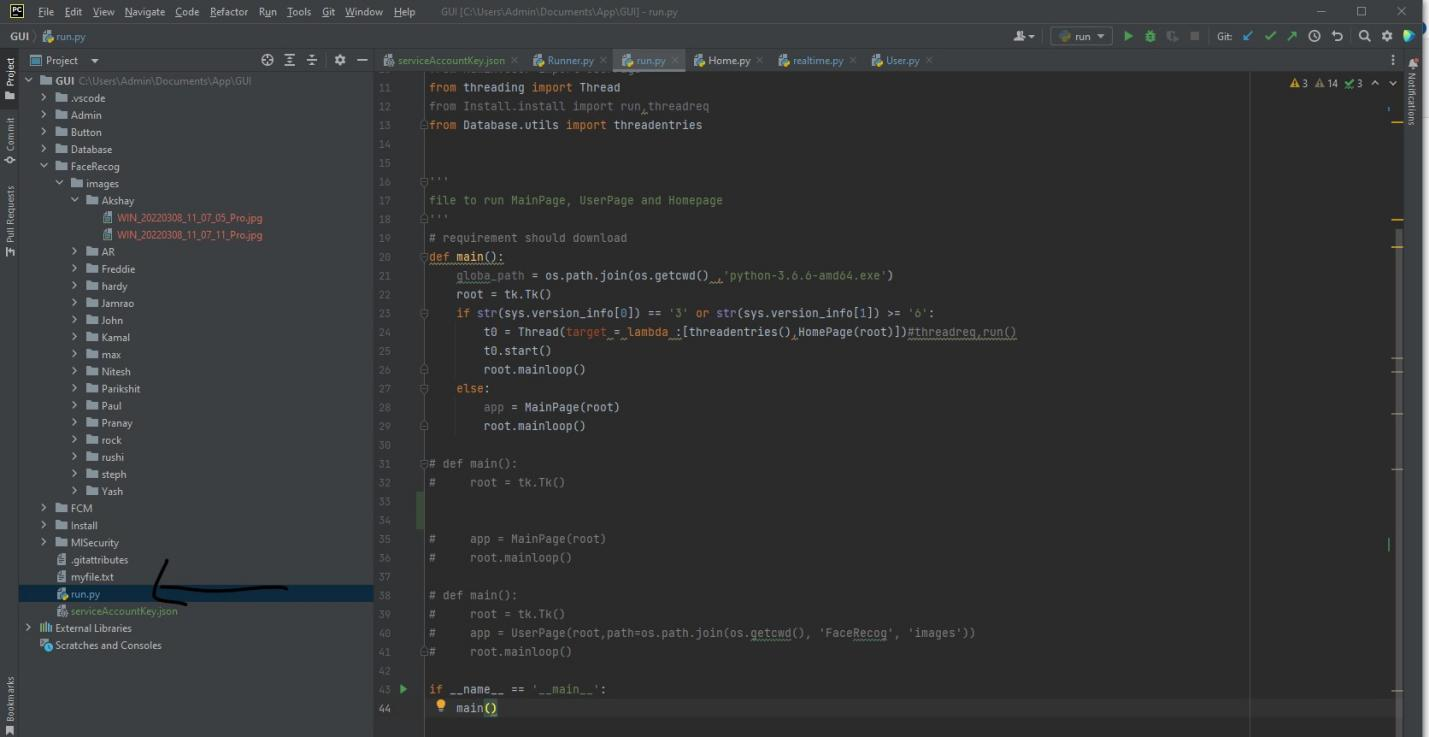 PC File Edit View Navigate Code Refactor Run Tools Git Window Help GUI [C:\Users\Admin\Documents\App\GUI] - run.py
GUI run.py run Git:
Project
serviceAccountKey.json Runner.py run.py Home.py realtime.py User.py
GUI C:\Users\Admin\Documents\App\GUI
.vscode
Admin
Button
Database
FaceRecog
images
Akshay
WIN_20220308_11_07_05_Pro.jpg
WIN_20220308_11_07_11_Pro.jpg
AR
Freddie
hardy
Jamrao
John
Kamal
max
Nitesh
Parikshit
Paul
Pranay
rock
rushi
steph
Yash
FCM
Install
MISecurity
.gitattributes
myfile.txt
run.py
serviceAccountKey.json
External Libraries
Scratches and Consoles
Project
Commit
Pull Requests
Bookmarks
3 14 3
11 from threading import Thread
12 from Install.install import run,threadreq
13 from Database.utils import threadentries
14
15
16 '''
17 file to run MainPage, UserPage and Homepage
18 '''
19 # requirement should download
20 def main():
21 globa_path = os.path.join(os.getcwd() ,'python-3.6.6-amd64.exe')
22 root = tk.Tk()
23 if str(sys.version_info[0]) == '3' or str(sys.version_info[1]) >= '6':
24 t0 = Thread(target = lambda :[threadentries(),HomePage(root)])#threadreq,run()
25 t0.start()
26 root.mainloop()
27 else:
28 app = MainPage(root)
29 root.mainloop()
30
31 # def main():
32 # root = tk.Tk()
33
34
35 # app = MainPage(root)
36 # root.mainloop()
37
38 # def main():
39 # root = tk.Tk()
40 # app = UserPage(root,path=os.path.join(os.getcwd(), 'FaceRecog', 'images'))
41 # root.mainloop()
42
43 if __name__ == '__main__':
44 main()
Notifications